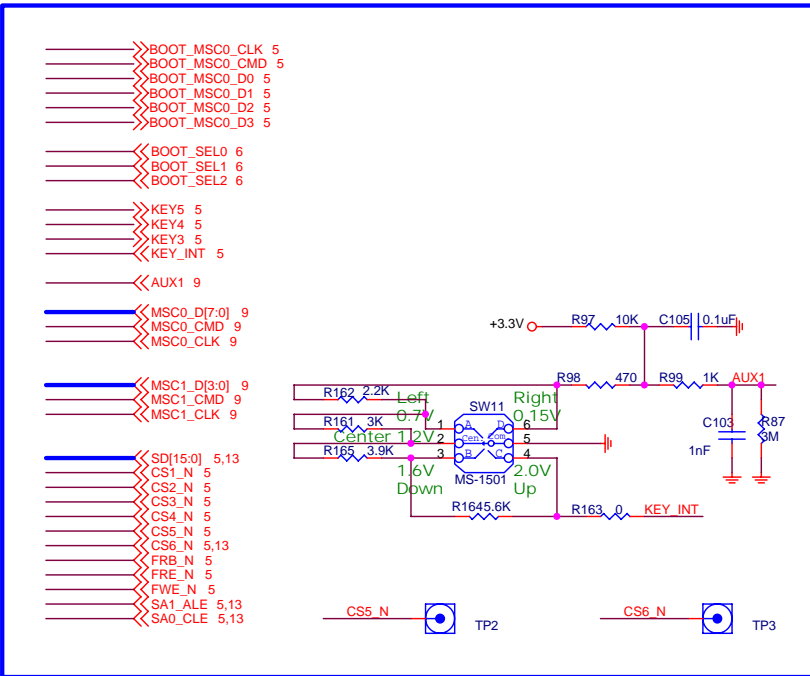 BOOT_MSC0_CLK 5
BOOT_MSC0_CMD 5
BOOT_MSC0_D0 5
BOOT_MSC0_D1 5
BOOT_MSC0_D2 5
BOOT_MSC0_D3 5
BOOT_SEL0 6
BOOT_SEL1 6
BOOT_SEL2 6
KEY5 5
KEY4 5
KEY3 5
KEY_INT 5
AUX1 9
MSC0_D[7:0] 9
MSC0_CMD 9
MSC0_CLK 9
MSC1_D[3:0] 9
MSC1_CMD 9
MSC1_CLK 9
SD[15:0] 5,13
CS1_N 5
CS2_N 5
CS3_N 5
CS4_N 5
CS5_N 5
CS6_N 5,13
FRB_N 5
FRE_N 5
FWE_N 5
SA1_ALE 5,13
SA0_CLE 5,13
+3.3V
R97 10K
C105 0.1uF
R98 470
R99 1K
AUX1
R162 2.2K
Left
0.7V
Right
0.15V
SW11
R161 3K
Center 1.2V
R165 3.9K
1 A D 6
2 Cen. Com 5
3 B C 4
MS-1501
1.6V
Down
2.0V
Up
C103
1nF
R87
3M
R164 5.6K
R163 0
KEY_INT
CS5_N
TP2
CS6_N
TP3